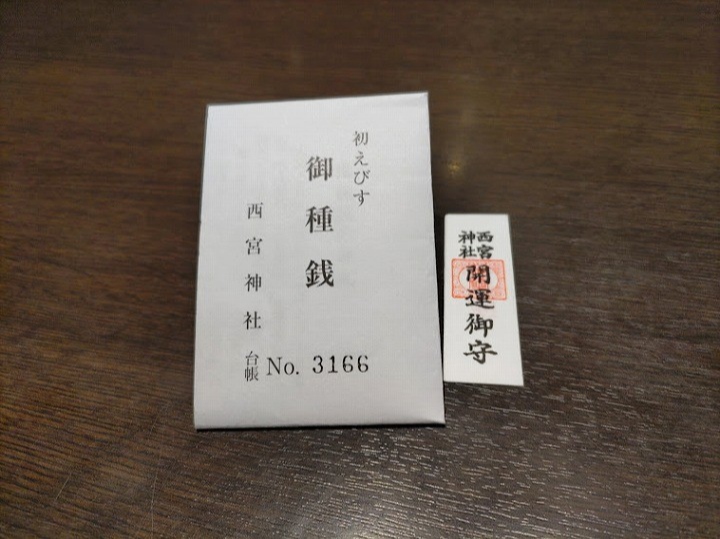 初えびす
御種銭
西宮神社
台帳 No. 3166
西宮
神社
開運御守